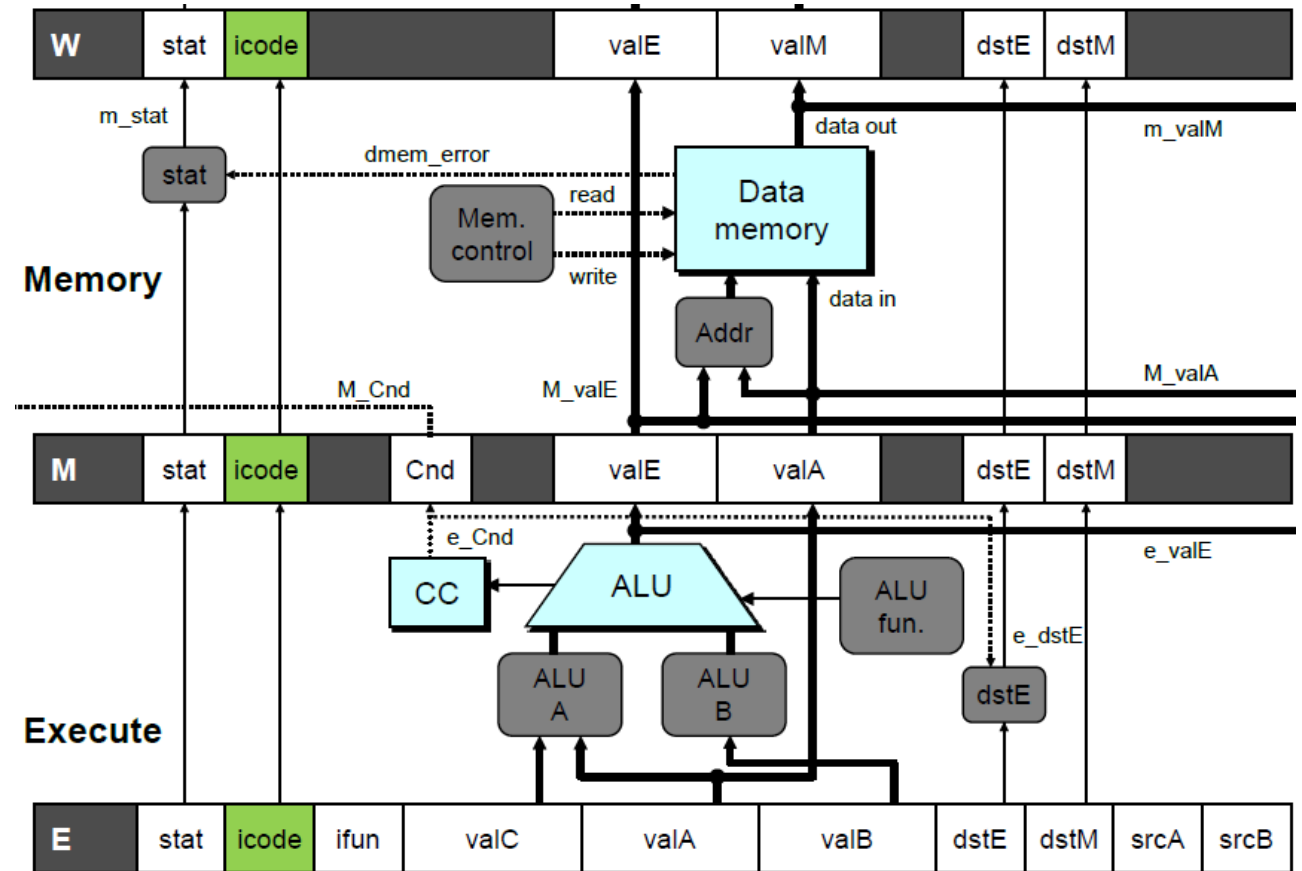 W stat icode valE valM dstE dstM
m_stat
data out
m_valM
stat
dmem_error
read
Mem.
control
write
Data
memory
Memory
data in
Addr
M_Cnd
M_valE
M_valA
M stat icode Cnd valE valA dstE dstM
e_Cnd
e_valE
CC
ALU
ALU
fun.
e_dstE
ALU
A
ALU
B
dstE
Execute
E stat icode ifun valC valA valB dstE dstM srcA srcB